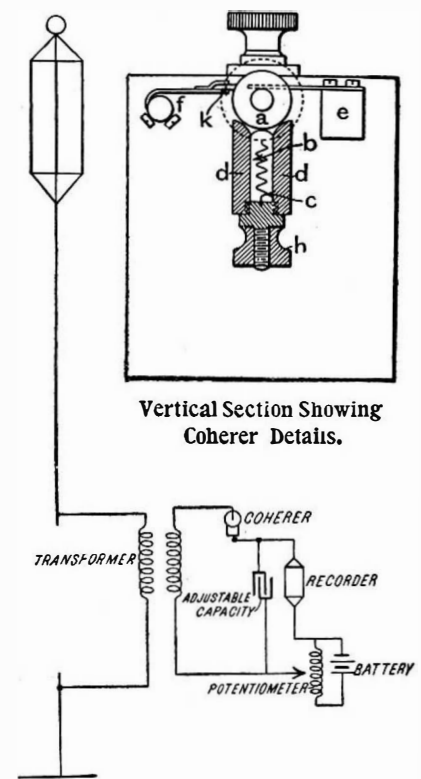 f
k
a
e
b
d
d
c
h
Vertical Section Showing
Coherer Details.
COHERER
TRANSFORMER
ADJUSTABLE
CAPACITY
RECORDER
POTENTIOMETER
BATTERY